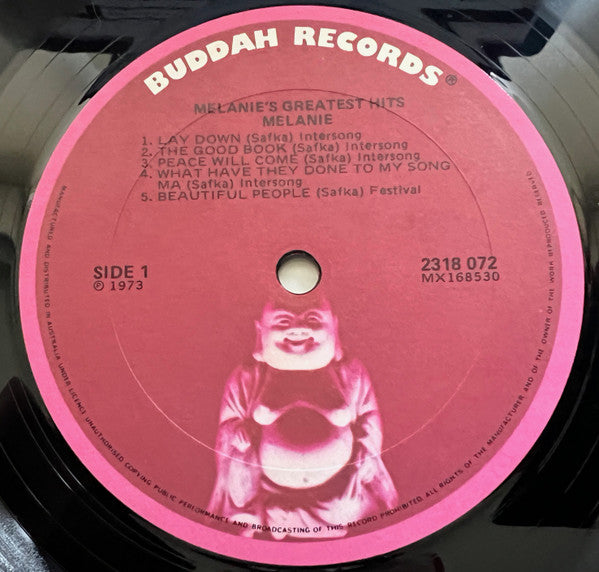 BUDDAH RECORDS®
MELANIE'S GREATEST HITS
MELANIE
1. LAY DOWN (Safka) Intersong
2. THE GOOD BOOK (Safka) Intersong
3. PEACE WILL COME (Safka) Intersong
4. WHAT HAVE THEY DONE TO MY SONG
MA (Safka) Intersong
5. BEAUTIFUL PEOPLE (Safka) Festival
SIDE 1
℗ 1973
2318 072
MX168530
MANUFACTURED AND DISTRIBUTED IN AUSTRALIA UNDER LICENCE. UNAUTHORISED COPYING PUBLIC PERFORMANCE AND BROADCASTING OF THIS RECORD PROHIBITED. ALL RIGHTS OF THE MANUFACTURER AND OF THE OWNER OF THE WORK REPRODUCED RESERVED